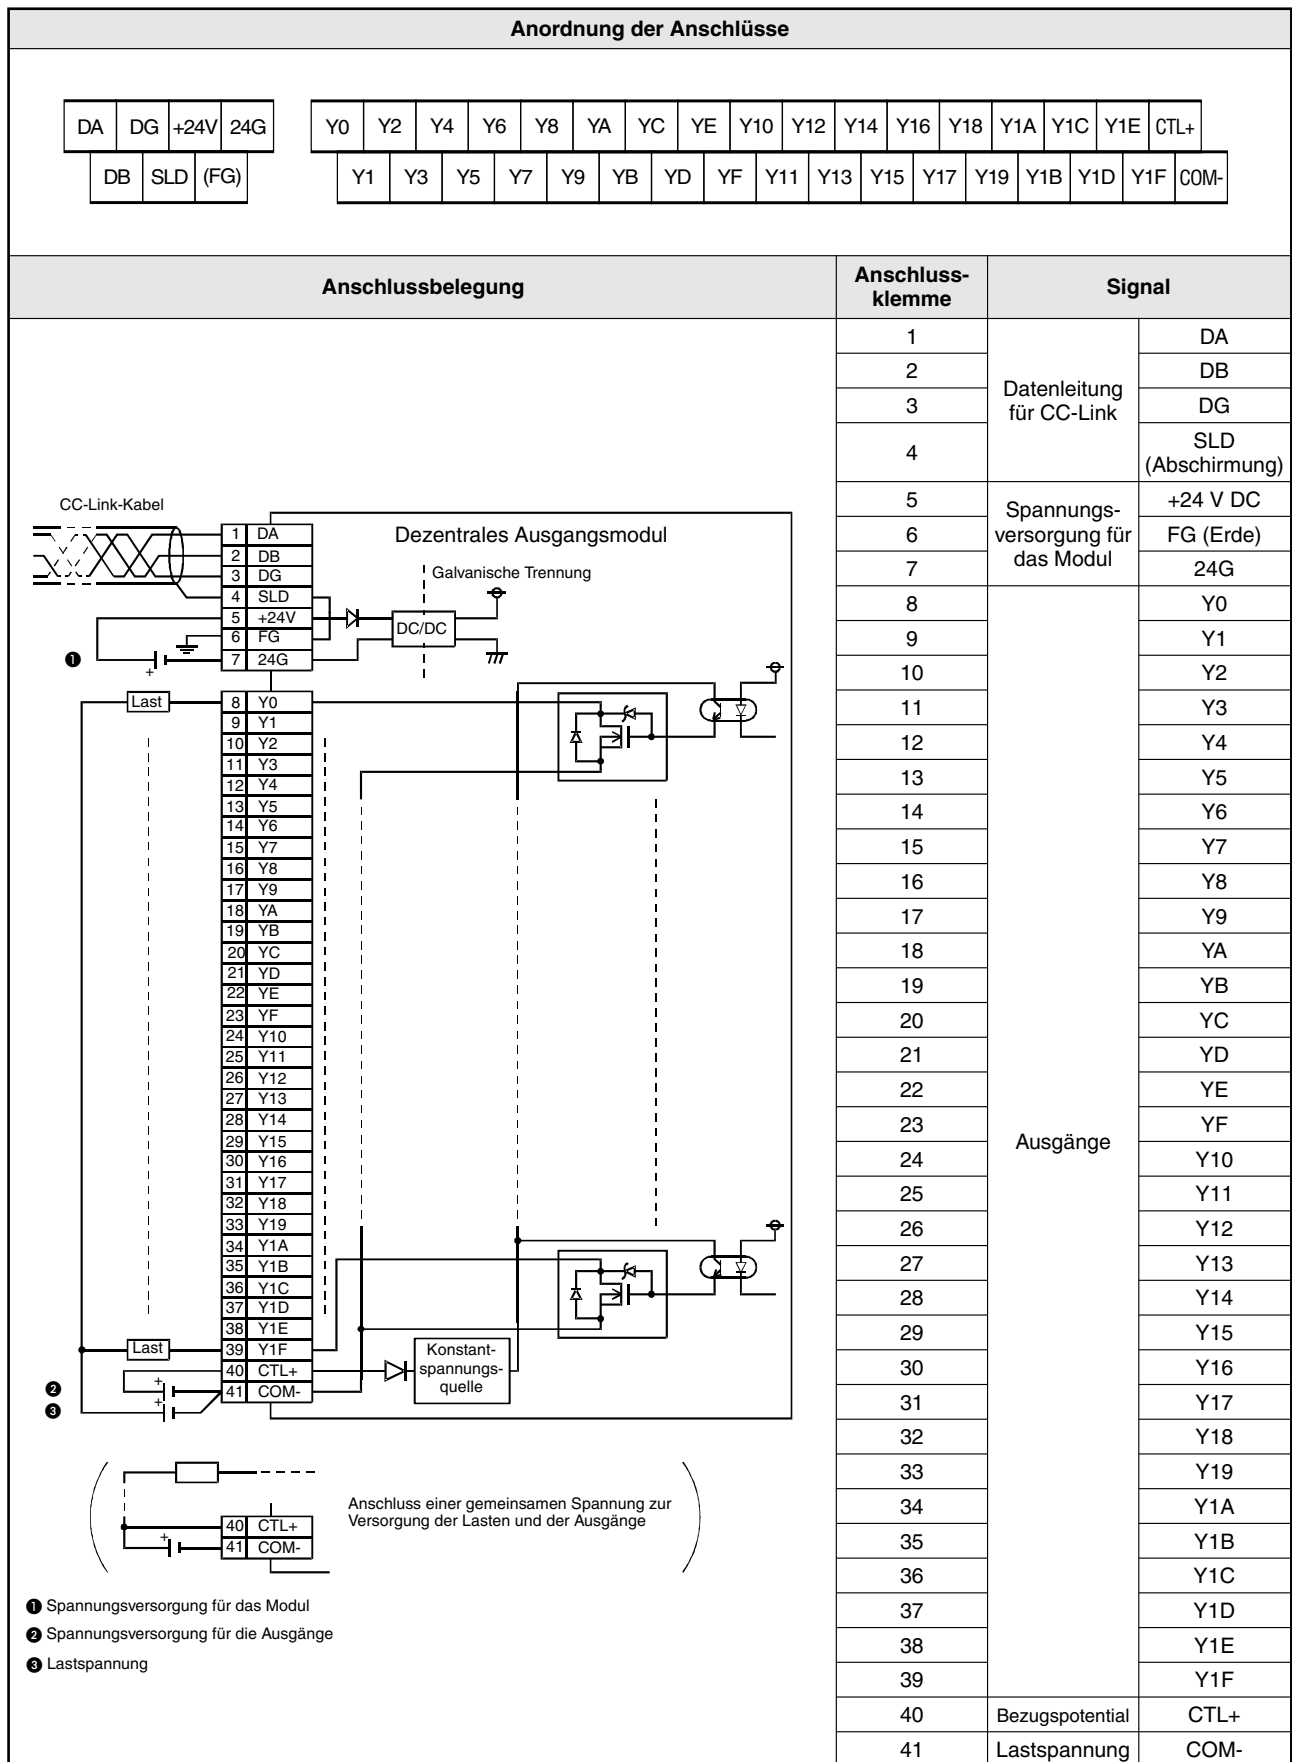 Anordnung der Anschlüsse
DA DG +24V 24G Y0 Y2 Y4 Y6 Y8 YA YC YE Y10 Y12 Y14 Y16 Y18 Y1A Y1C Y1E CTL+
DB SLD (FG) Y1 Y3 Y5 Y7 Y9 YB YD YF Y11 Y13 Y15 Y17 Y19 Y1B Y1D Y1F COM-
Anschlussbelegung
CC-Link-Kabel
Dezentrales Ausgangsmodul
Galvanische Trennung
DC/DC
1 DA
2 DB
3 DG
4 SLD
5 +24V
6 FG
7 24G
❶
+
Last
8 Y0
9 Y1
10 Y2
11 Y3
12 Y4
13 Y5
14 Y6
15 Y7
16 Y8
17 Y9
18 YA
19 YB
20 YC
21 YD
22 YE
23 YF
24 Y10
25 Y11
26 Y12
27 Y13
28 Y14
29 Y15
30 Y16
31 Y17
32 Y18
33 Y19
34 Y1A
35 Y1B
36 Y1C
37 Y1D
38 Y1E
Last
39 Y1F
40 CTL+
41 COM-
Konstant-
spannungs-
quelle
❷ +
❸ +
40 CTL+
+
41 COM-
Anschluss einer gemeinsamen Spannung zur
Versorgung der Lasten und der Ausgänge
❶ Spannungsversorgung für das Modul
❷ Spannungsversorgung für die Ausgänge
❸ Lastspannung
Anschluss-
klemme
Signal
1 DA
2 DB
Datenleitung
für CC-Link
3 DG
4 SLD
(Abschirmung)
5 +24 V DC
Spannungs-
versorgung für
das Modul
6 FG (Erde)
7 24G
8 Y0
9 Y1
10 Y2
11 Y3
12 Y4
13 Y5
14 Y6
15 Y7
16 Y8
17 Y9
18 YA
19 YB
20 YC
21 YD
22 YE
23 YF
Ausgänge
24 Y10
25 Y11
26 Y12
27 Y13
28 Y14
29 Y15
30 Y16
31 Y17
32 Y18
33 Y19
34 Y1A
35 Y1B
36 Y1C
37 Y1D
38 Y1E
39 Y1F
40 Bezugspotential CTL+
41 Lastspannung COM-